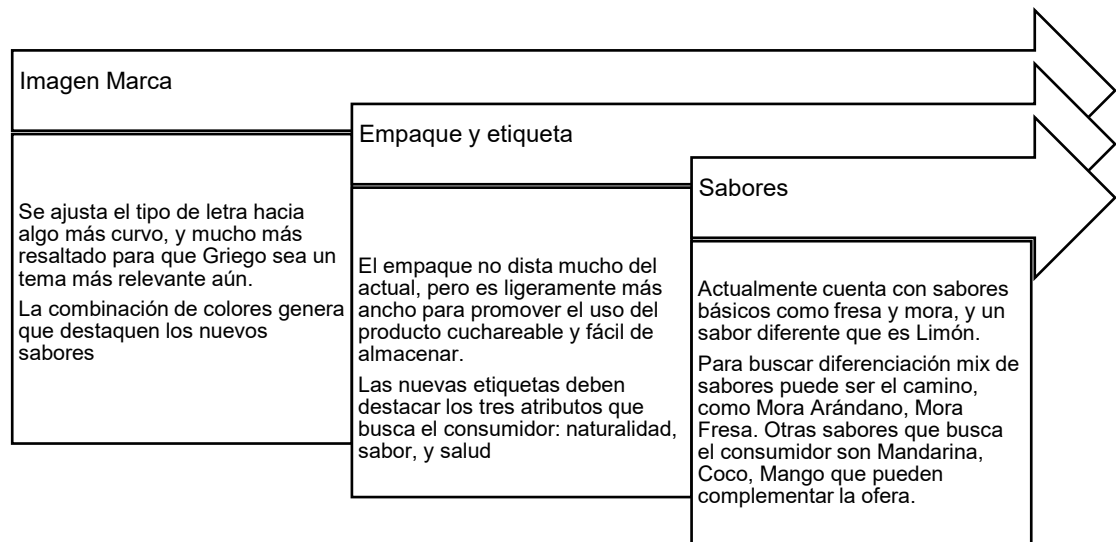 Imagen Marca
Se ajusta el tipo de letra hacia
algo más curvo, y mucho más
resaltado para que Griego sea un
tema más relevante aún.
La combinación de colores genera
que destaquen los nuevos
sabores
Empaque y etiqueta
El empaque no dista mucho del
actual, pero es ligeramente más
ancho para promover el uso del
producto cuchareable y fácil de
almacenar.
Las nuevas etiquetas deben
destacar los tres atributos que
busca el consumidor: naturalidad,
sabor, y salud
Sabores
Actualmente cuenta con sabores
básicos como fresa y mora, y un
sabor diferente que es Limón.
Para buscar diferenciación mix de
sabores puede ser el camino,
como Mora Arándano, Mora
Fresa. Otras sabores que busca
el consumidor son Mandarina,
Coco, Mango que pueden
complementar la ofera.